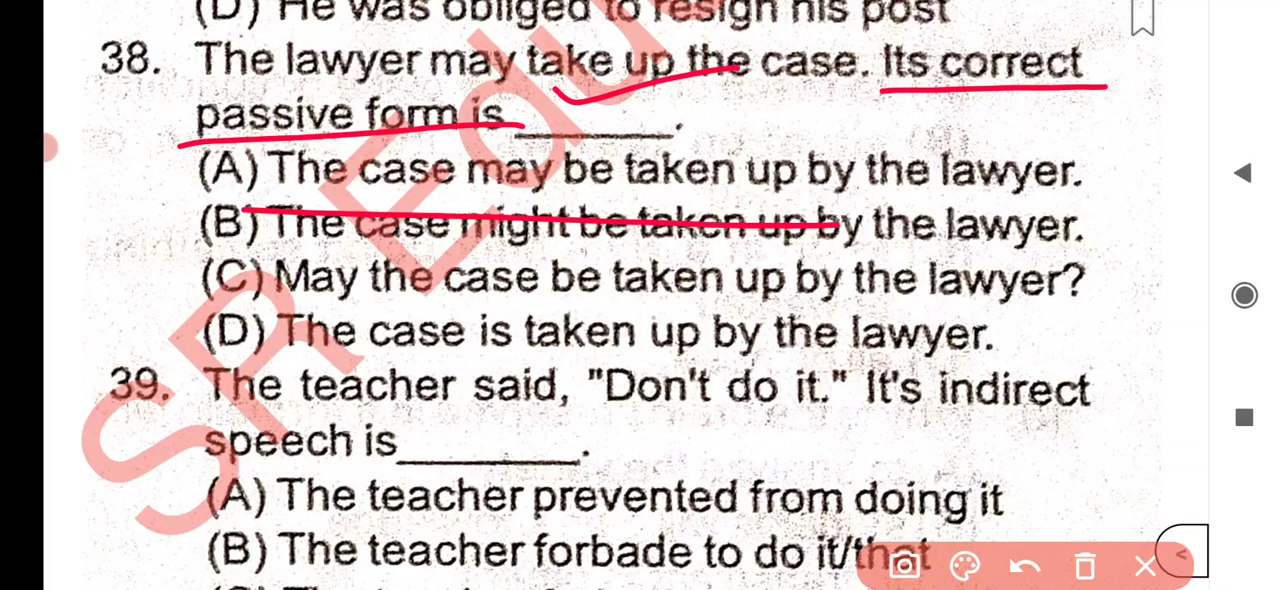 (D) He was obliged to resign his post
38. The lawyer may take up the case. Its correct
passive form is ________.
(A) The case may be taken up by the lawyer.
(B) The case might be taken up by the lawyer.
(C) May the case be taken up by the lawyer?
(D) The case is taken up by the lawyer.
39. The teacher said, "Don't do it." It's indirect
speech is________.
(A) The teacher prevented from doing it
(B) The teacher forbade to do it/that
SR Edu